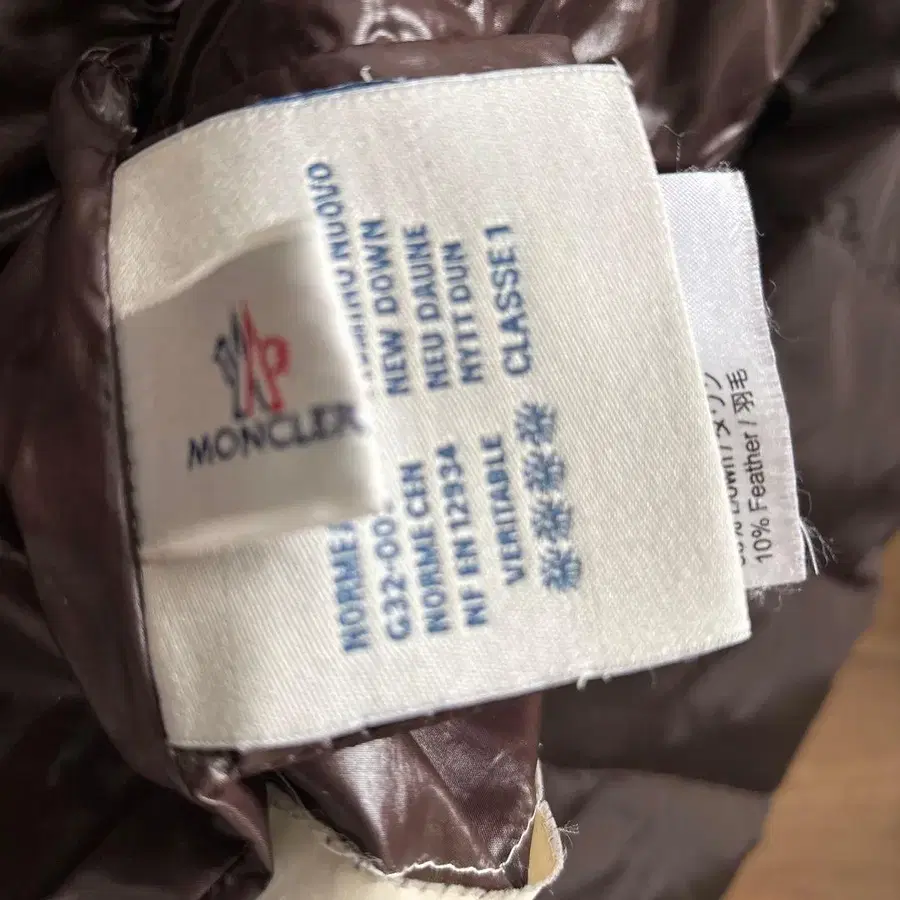 MONCLER
NUOVO
NEW DOWN
NEU DAUNE
NYTT DUN
CLASSE 1
G32-00
NORME CEN
NF EN 12934
VERITABLE
10% Feather / 羽毛